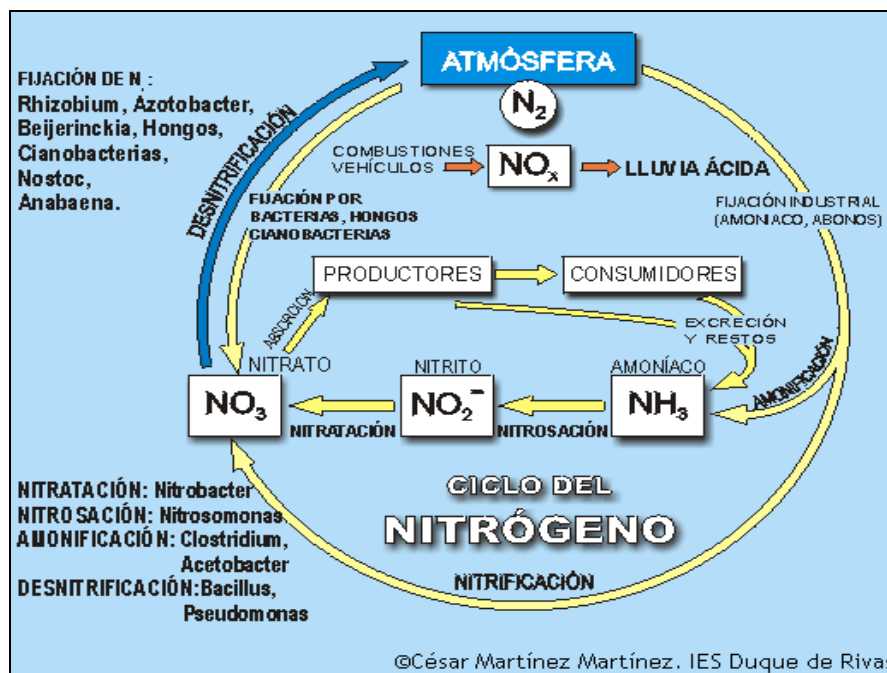 ATMÓSFERA
N₂
FIJACIÓN DE N :
Rhizobium, Azotobacter,
Beijerinckia, Hongos,
Cianobacterias,
Nostoc,
Anabaena.
DESNITRIFICACIÓN
FIJACIÓN POR
BACTERIAS, HONGOS
CIANOBACTERIAS
COMBUSTIONES
VEHÍCULOS
NOₓ
LLUVIA ÁCIDA
FIJACIÓN INDUSTRIAL
(AMONIACO, ABONOS)
PRODUCTORES
CONSUMIDORES
ABSORCIÓN
EXCRECIÓN
Y RESTOS
AMONIFICACIÓN
NITRATO
NO₃
NITRITO
NO₂⁻
AMONÍACO
NH₃
NITRATACIÓN
NITROSACIÓN
CICLO DEL
NITRÓGENO
NITRIFICACIÓN
NITRATACIÓN: Nitrobacter
NITROSACIÓN: Nitrosomonas
AMONIFICACIÓN: Clostridium,
Acetobacter
DESNITRIFICACIÓN:Bacillus,
Pseudomonas
©César Martínez Martínez. IES Duque de Rivas